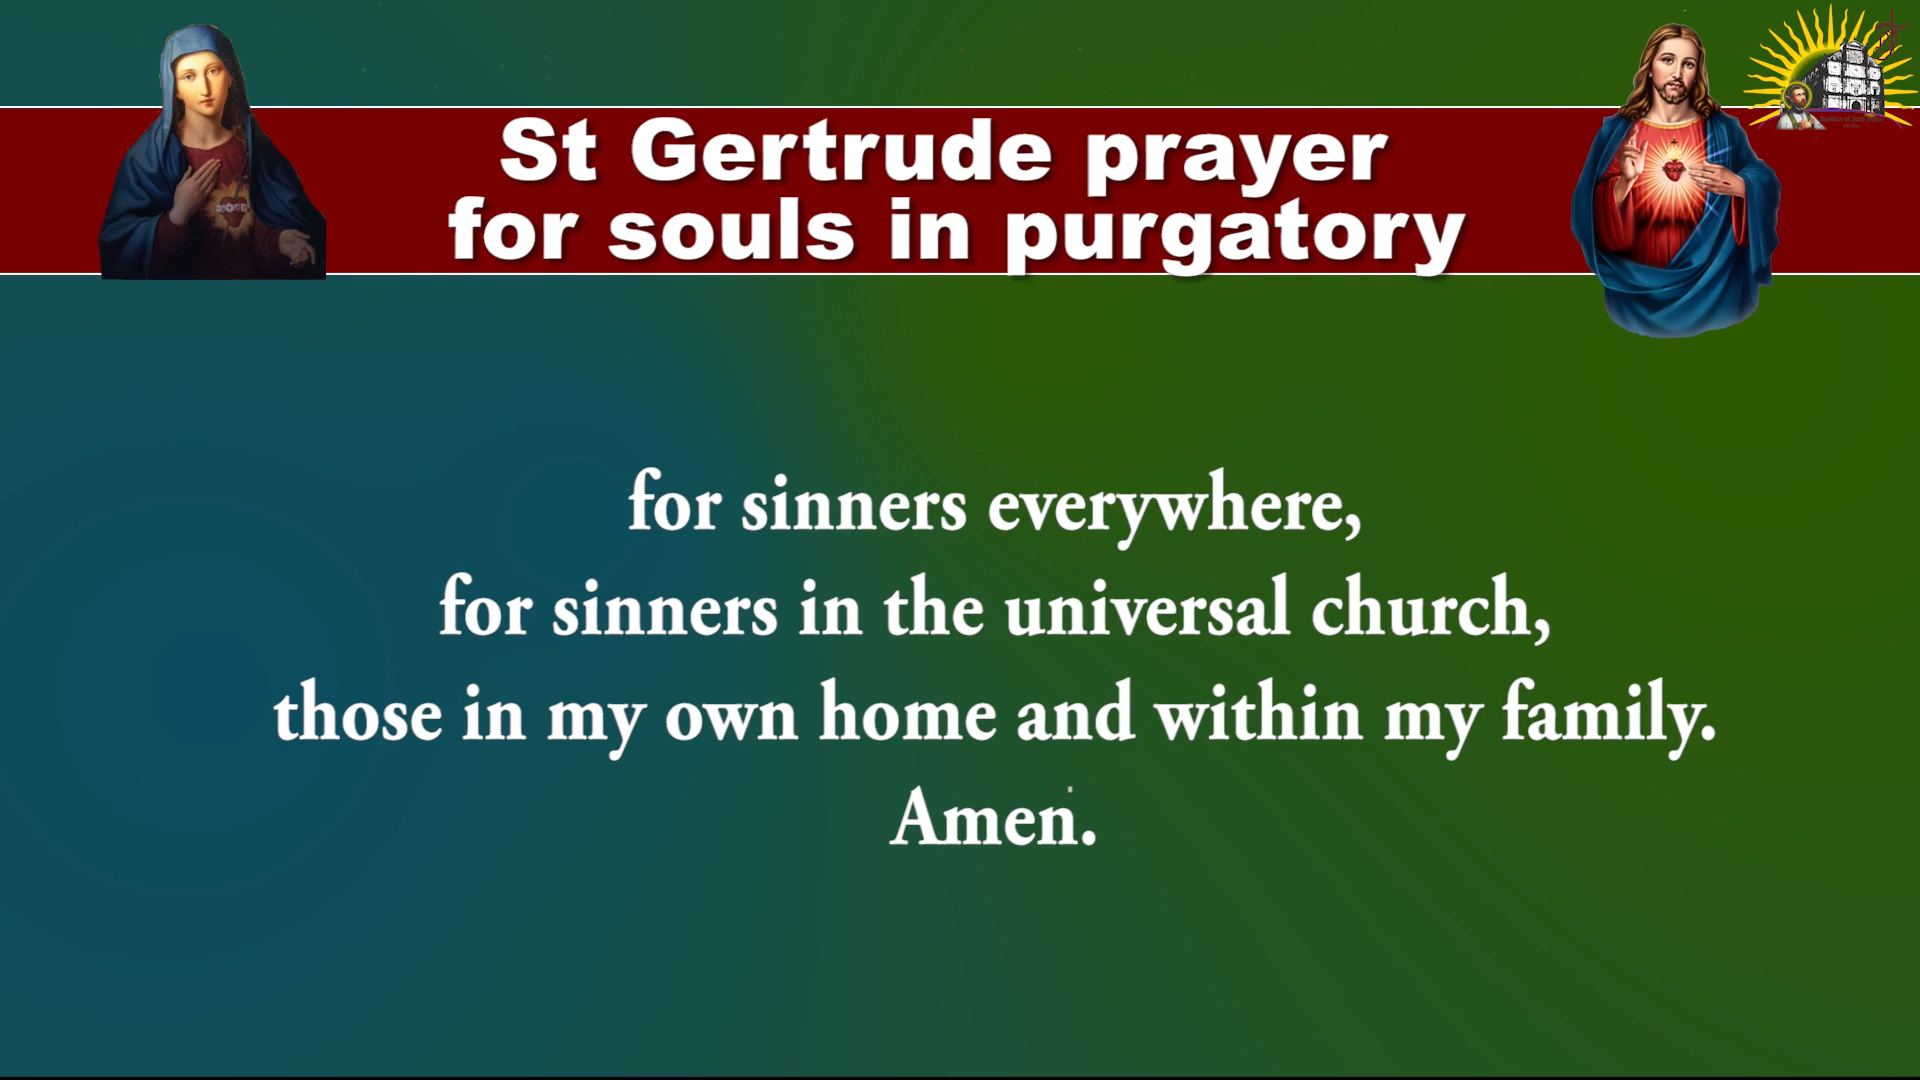 St Gertrude prayer
for souls in purgatory
for sinners everywhere,
for sinners in the universal church,
those in my own home and within my family.
Amen.